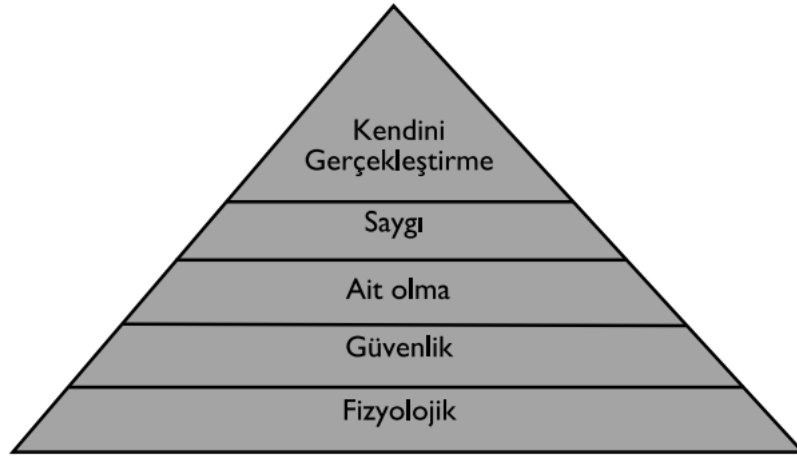 Kendini
Gerçekleştirme
Saygı
Ait olma
Güvenlik
Fizyolojik